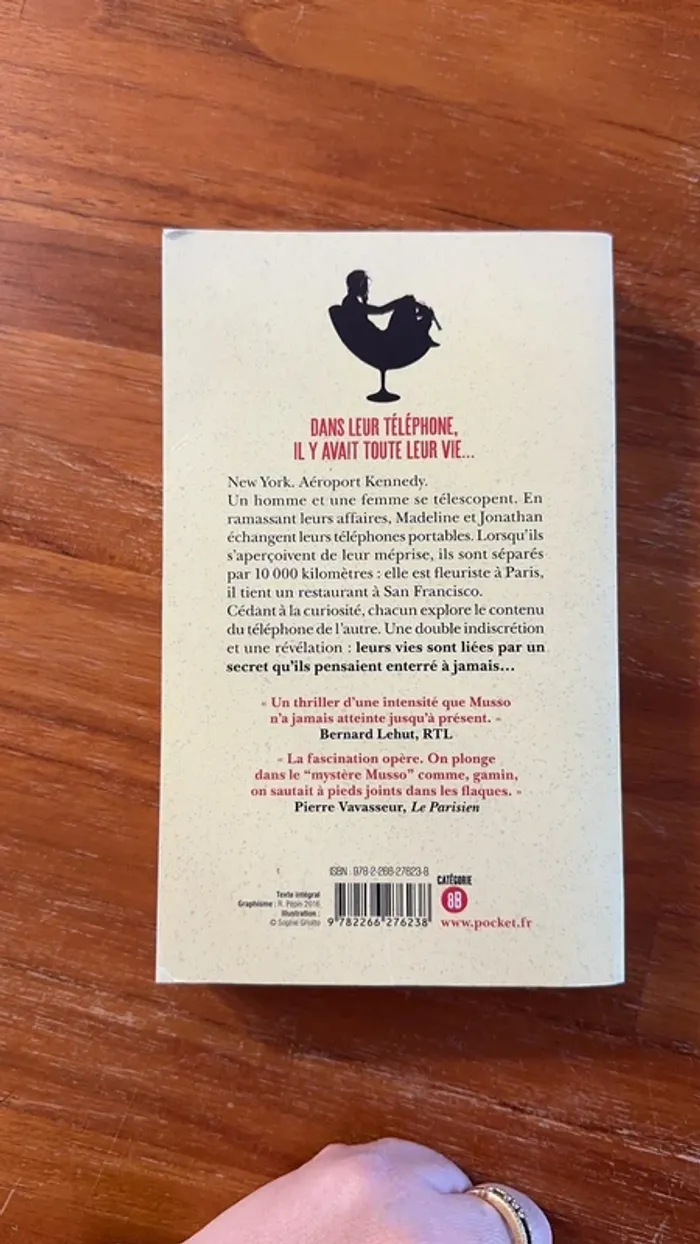 DANS LEUR TÉLÉPHONE,
IL Y AVAIT TOUTE LEUR VIE...
New York. Aéroport Kennedy.
Un homme et une femme se télescopent. En
ramassant leurs affaires, Madeline et Jonathan
échangent leurs téléphones portables. Lorsqu'ils
s'aperçoivent de leur méprise, ils sont séparés
par 10 000 kilomètres : elle est fleuriste à Paris,
il tient un restaurant à San Francisco.
Cédant à la curiosité, chacun explore le contenu
du téléphone de l'autre. Une double indiscrétion
et une révélation : leurs vies sont liées par un
secret qu'ils pensaient enterré à jamais...
« Un thriller d'une intensité que Musso
n'a jamais atteinte jusqu'à présent. »
Bernard Lehut, RTL
« La fascination opère. On plonge
dans le "mystère Musso" comme, gamin,
on sautait à pieds joints dans les flaques. »
Pierre Vavasseur, Le Parisien
ISBN : 978-2-266-27623-8
Texte intégral
Graphisme : R. Pépin 2016
Illustration :
© Sophie
CATÉGORIE
8B
9 782266 276238
www.pocket.fr